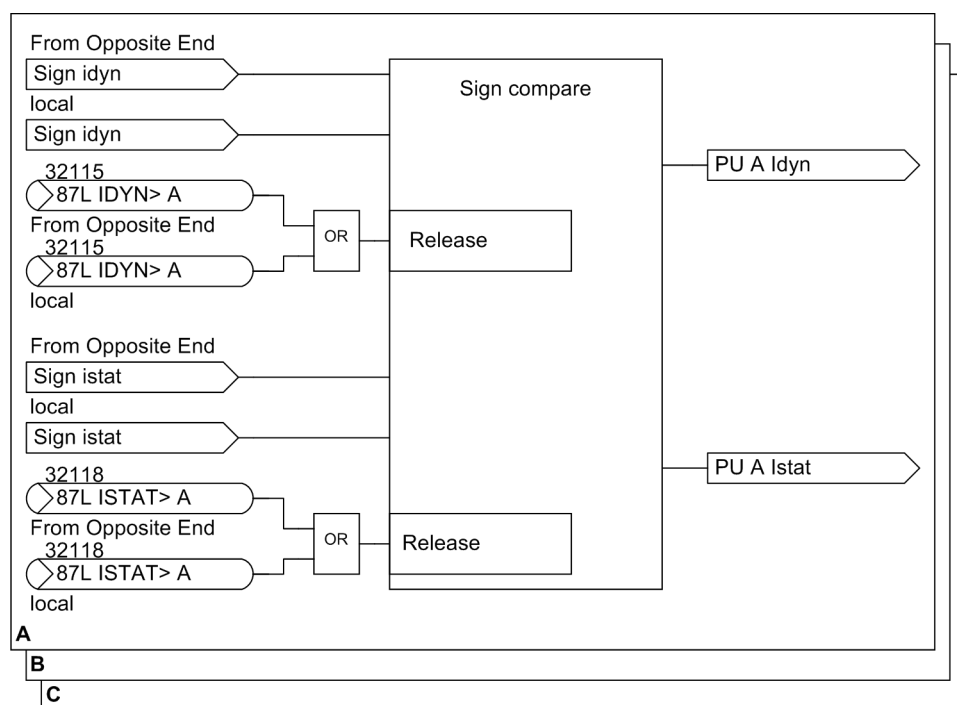 From Opposite End
Sign idyn
local
Sign idyn
Sign compare
PU A Idyn
32115
87L IDYN> A
From Opposite End
32115
87L IDYN> A
local
OR
Release
From Opposite End
Sign istat
local
Sign istat
PU A Istat
32118
87L ISTAT> A
From Opposite End
32118
87L ISTAT> A
local
OR
Release
A
B
C